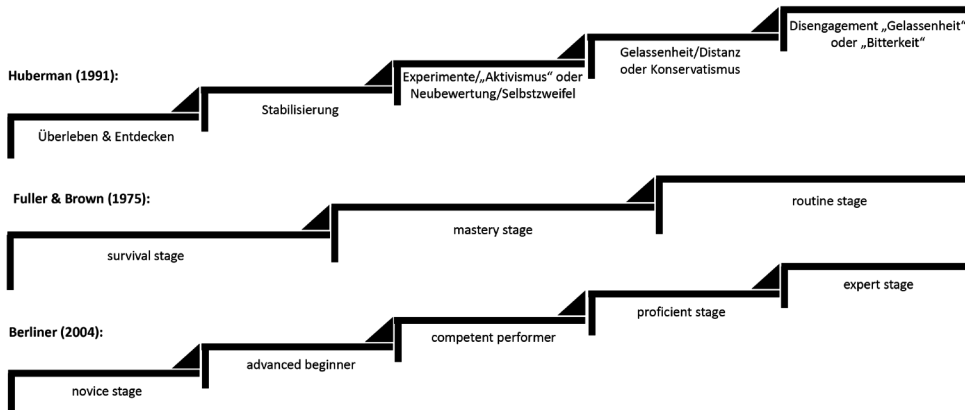 Huberman (1991):
Überleben & Entdecken
Stabilisierung
Experimente/„Aktivismus“ oder
Neubewertung/Selbstzweifel
Gelassenheit/Distanz
oder Konservatismus
Disengagement „Gelassenheit“
oder „Bitterkeit“
Fuller & Brown (1975):
survival stage
mastery stage
routine stage
Berliner (2004):
novice stage
advanced beginner
competent performer
proficient stage
expert stage